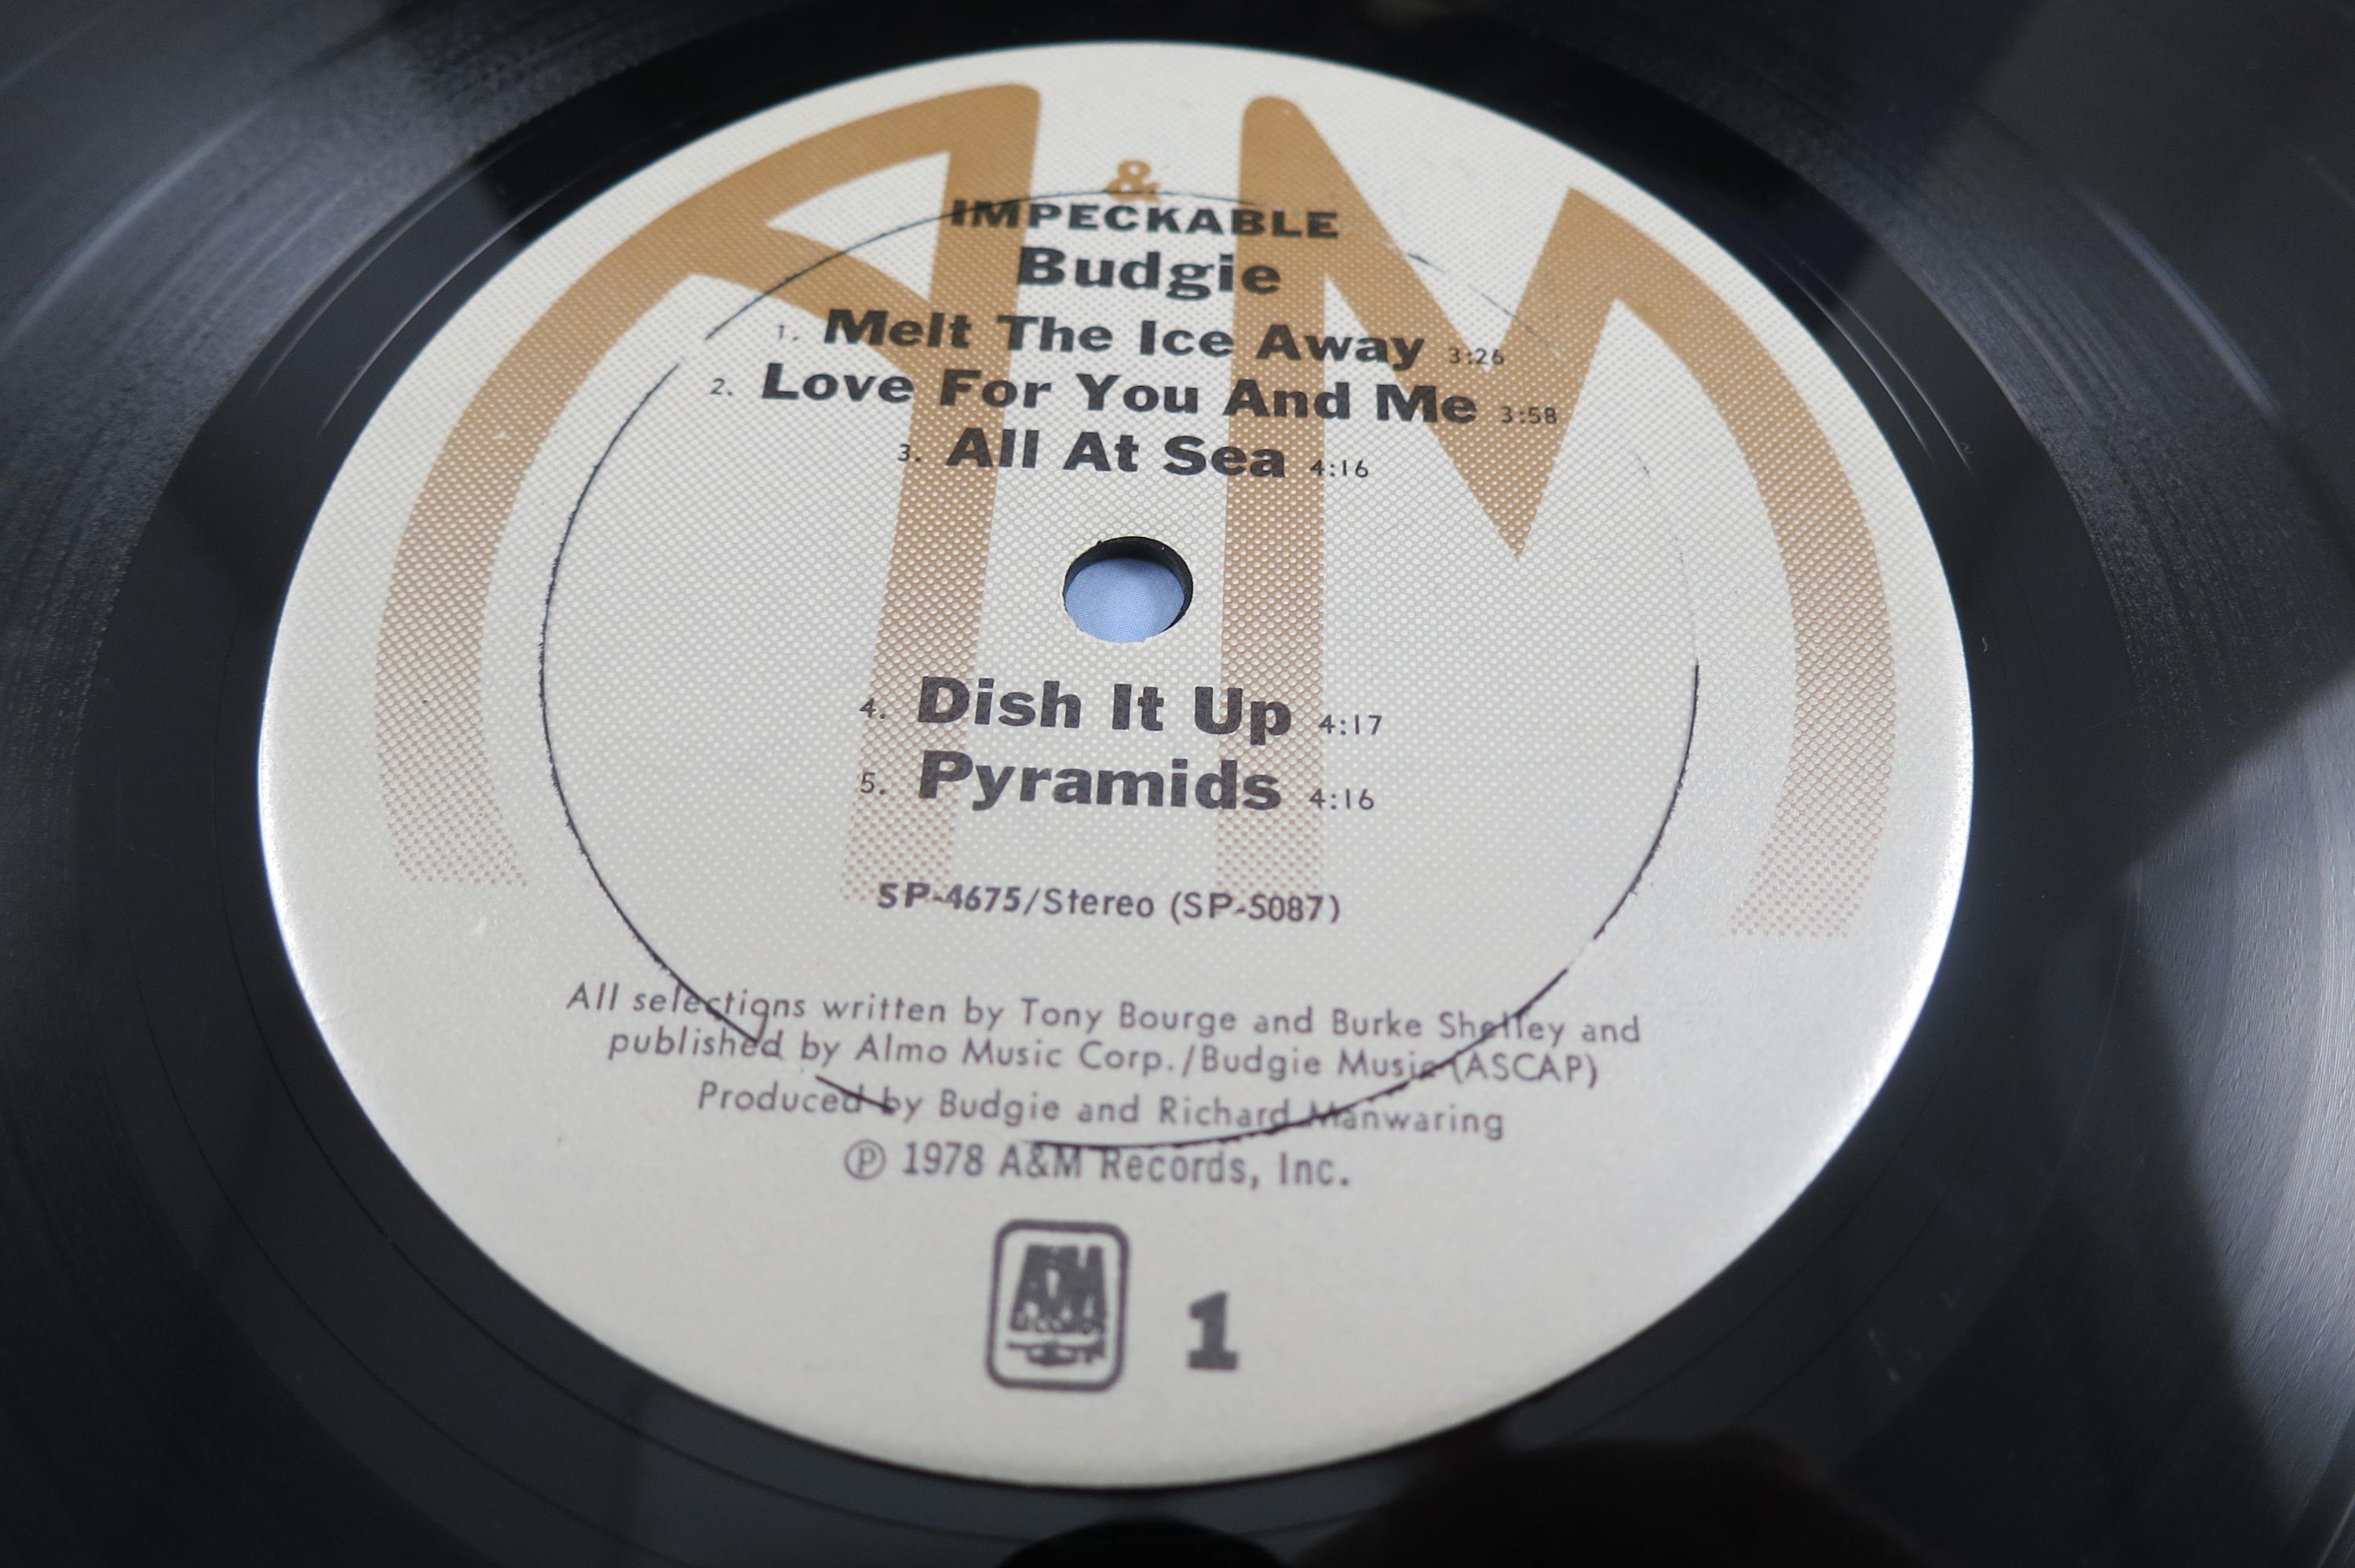 A&M
IMPECKABLE
Budgie
1. Melt The Ice Away 3:26
2. Love For You And Me 3:58
3. All At Sea 4:16
4. Dish It Up 4:17
5. Pyramids 4:16
SP-4675/Stereo (SP-5087)
All selections written by Tony Bourge and Burke Shelley and
published by Almo Music Corp./Budgie Music (ASCAP)
Produced by Budgie and Richard Manwaring
℗ 1978 A&M Records, Inc.
A&M
1